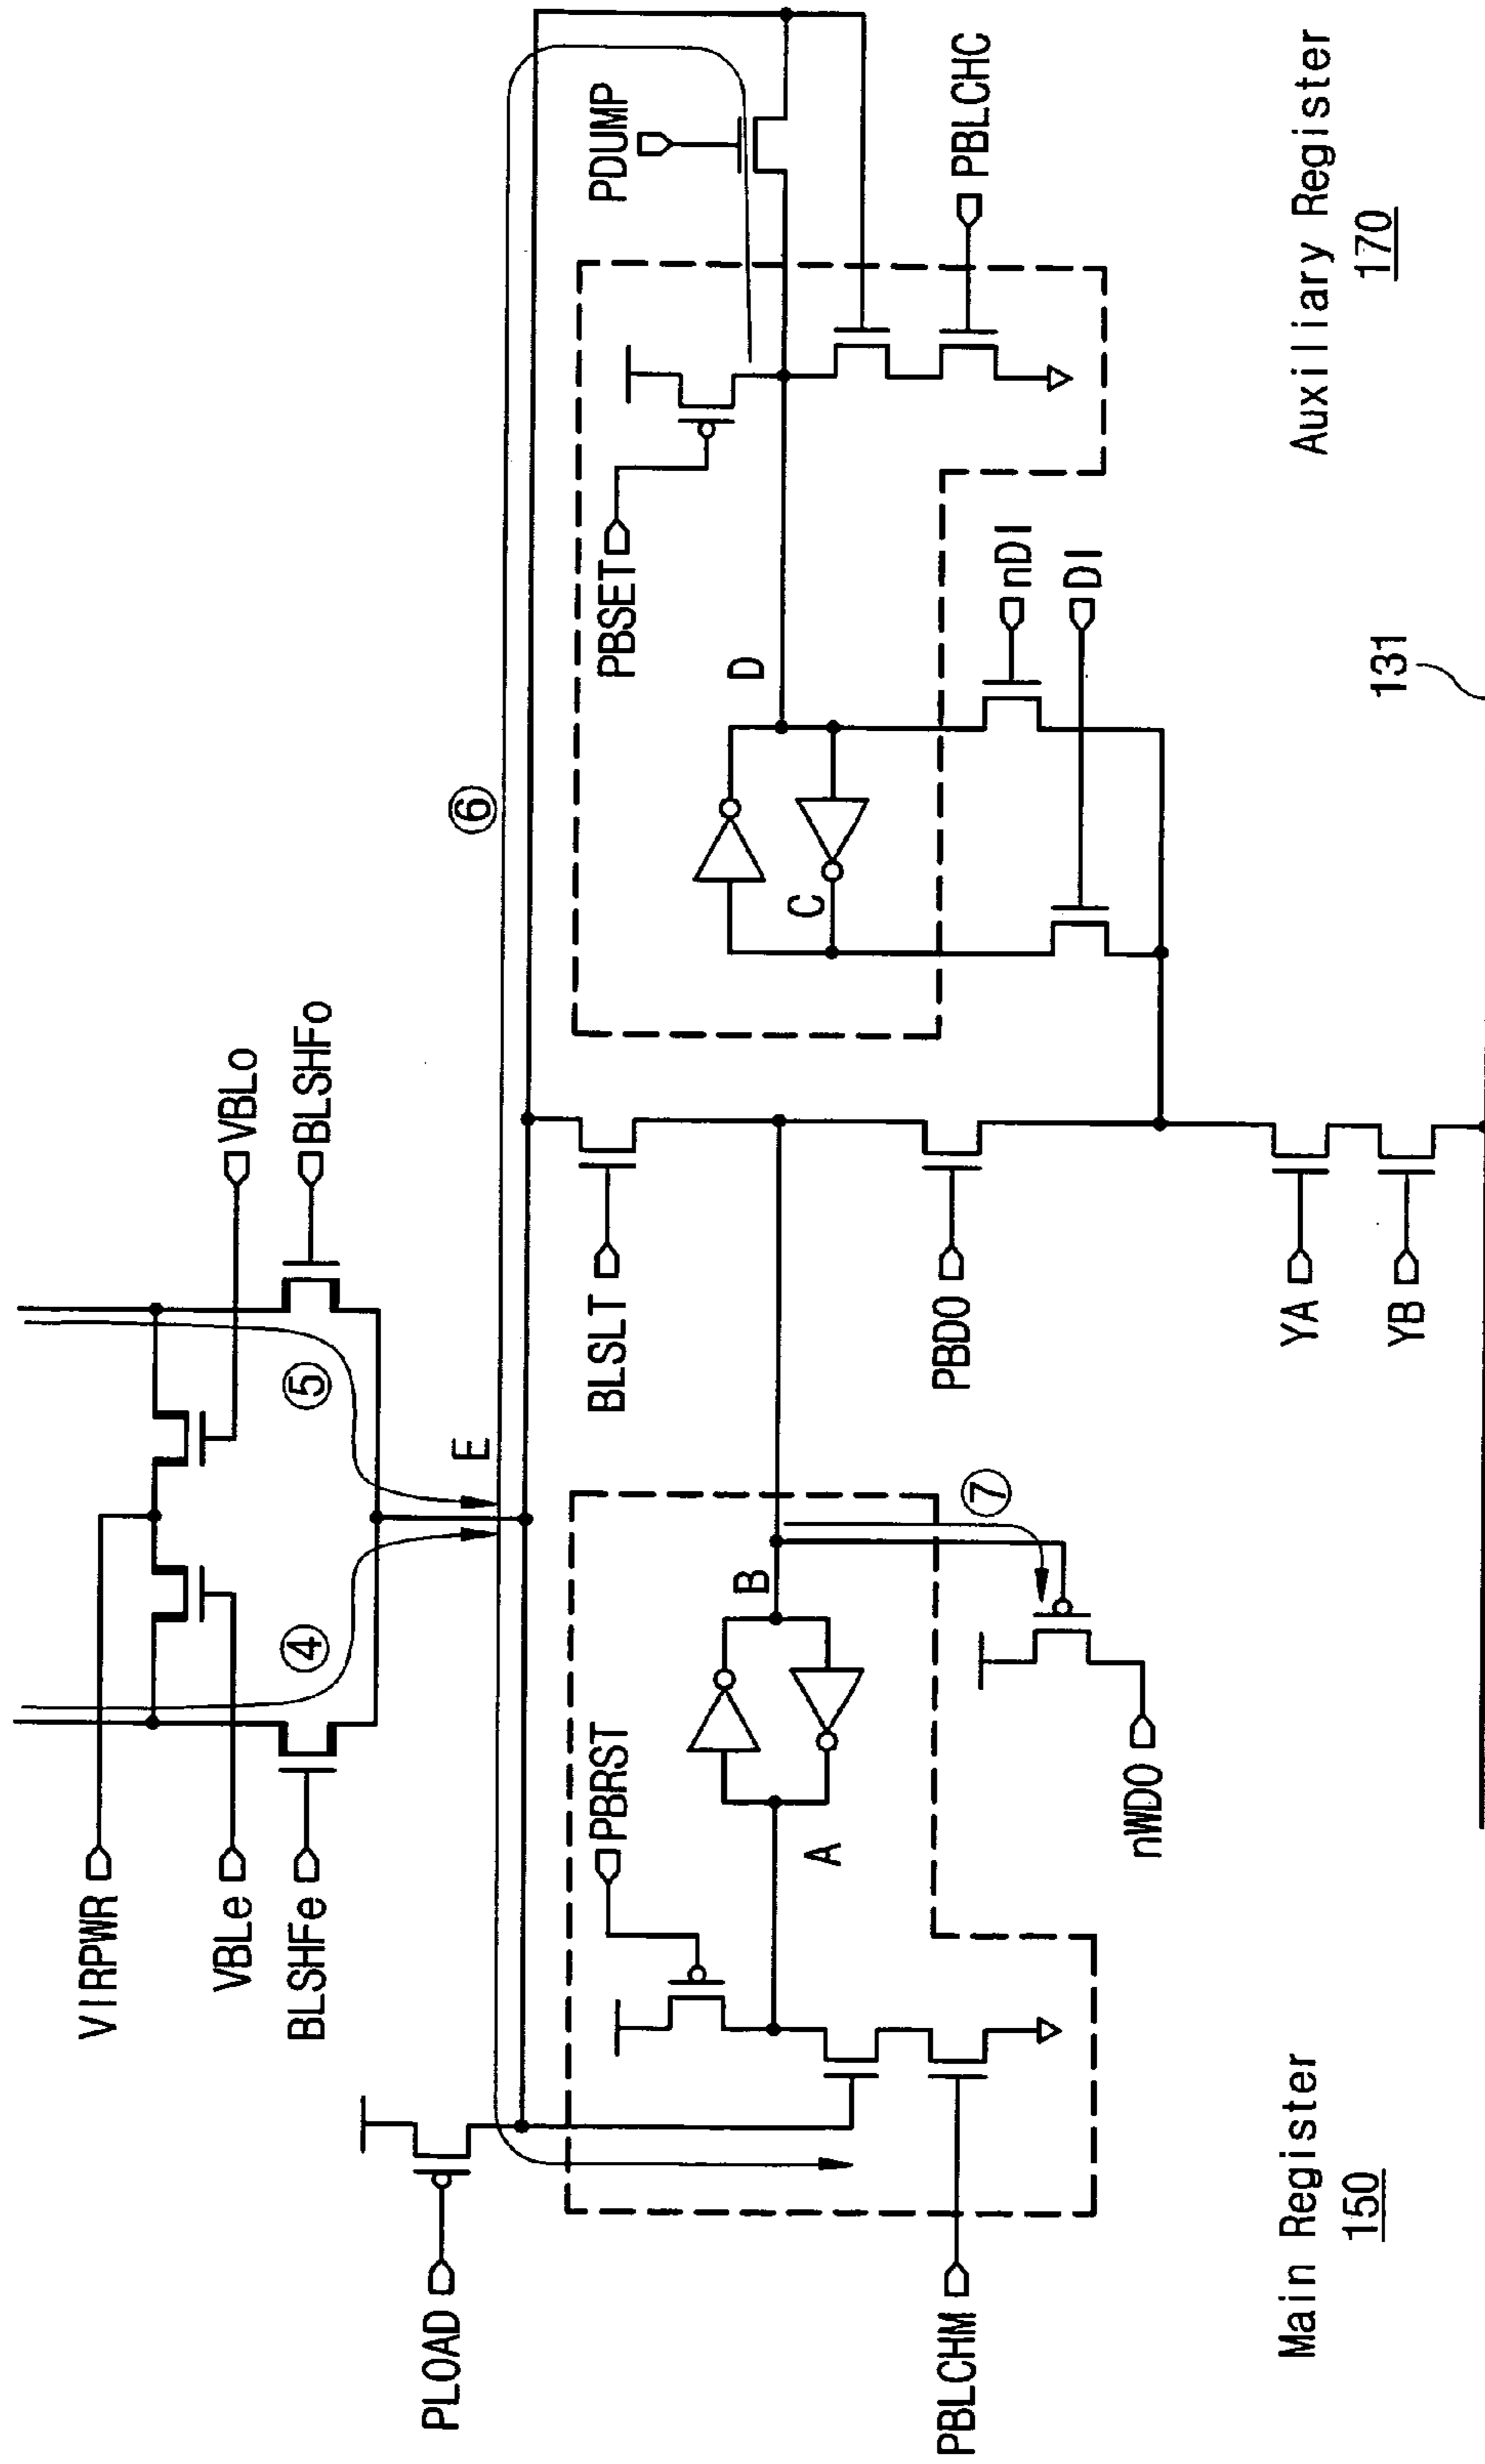 VIRPWR
VBLe
BLSHFe
VBLo
BLSHFo
④
⑤
E
⑥
PLOAD
PBRST
A
B
⑦
PBLCHM
nWDO
BLSLT
PBDO
YA
YB
PBSET
PDUMP
D
C
nDI
DI
PBLCHC
Main Register
150
Auxiliary Register
170
131